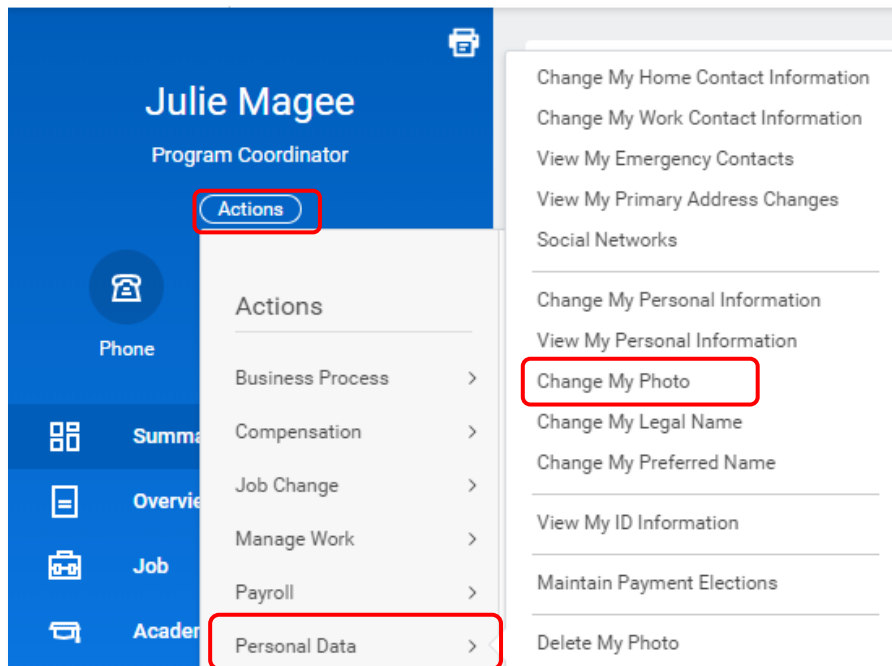 Julie Magee
Program Coordinator
Actions
Phone
Summa
Overvie
Job
Acader
Actions
Business Process
Compensation
Job Change
Manage Work
Payroll
Personal Data
Change My Home Contact Information
Change My Work Contact Information
View My Emergency Contacts
View My Primary Address Changes
Social Networks
Change My Personal Information
View My Personal Information
Change My Photo
Change My Legal Name
Change My Preferred Name
View My ID Information
Maintain Payment Elections
Delete My Photo